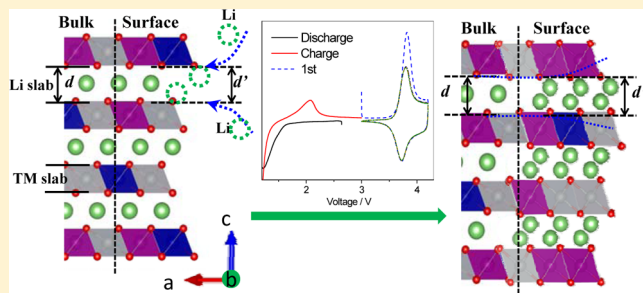 Bulk
Surface
Li
Li slab
d
d'
Li
TM slab
c
a
b
Discharge
Charge
1st
2
3
4
Voltage / V
Bulk
Surface
d
d